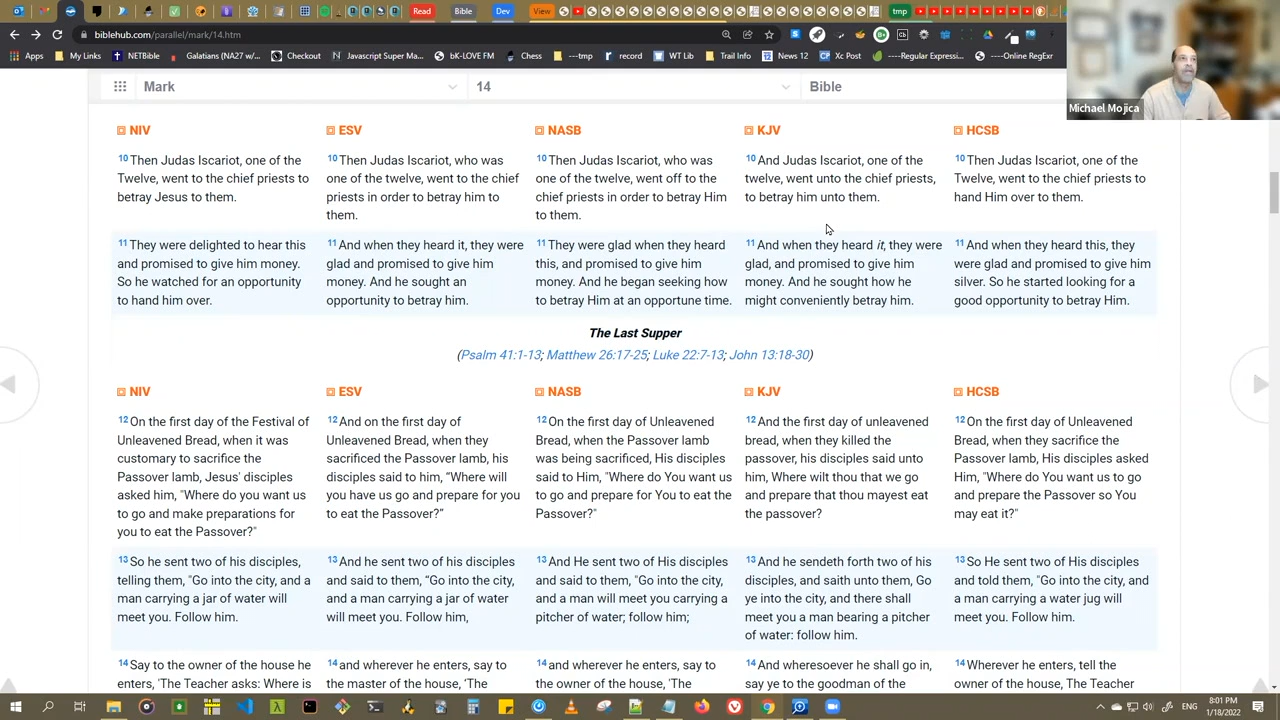 Read
Bible
Dev
View
tmp
biblehub.com/parallel/mark/14.htm
Apps
My Links
NETBible
Galatians (NA27 w/...
Checkout
Javascript Super Ma...
bK-LOVE FM
Chess
---tmp
record
WT Lib
Trail Info
News 12
Xc Post
----Regular Expressi...
----Online RegExr
Michael Mojica
Mark
14
Bible
NIV
ESV
NASB
KJV
HCSB
10 Then Judas Iscariot, one of the
Twelve, went to the chief priests to
betray Jesus to them.
10 Then Judas Iscariot, who was
one of the twelve, went to the chief
priests in order to betray him to
them.
10 Then Judas Iscariot, who was
one of the twelve, went off to the
chief priests in order to betray Him
to them.
10 And Judas Iscariot, one of the
twelve, went unto the chief priests,
to betray him unto them.
10 Then Judas Iscariot, one of the
Twelve, went to the chief priests to
hand Him over to them.
11 They were delighted to hear this
and promised to give him money.
So he watched for an opportunity
to hand him over.
11 And when they heard it, they were
glad and promised to give him
money. And he sought an
opportunity to betray him.
11 They were glad when they heard
this, and promised to give him
money. And he began seeking how
to betray Him at an opportune time.
11 And when they heard it, they were
glad, and promised to give him
money. And he sought how he
might conveniently betray him.
11 And when they heard this, they
were glad and promised to give him
silver. So he started looking for a
good opportunity to betray Him.
The Last Supper
(Psalm 41:1-13; Matthew 26:17-25; Luke 22:7-13; John 13:18-30)
NIV
ESV
NASB
KJV
HCSB
12 On the first day of the Festival of
Unleavened Bread, when it was
customary to sacrifice the
Passover lamb, Jesus' disciples
asked him, "Where do you want us
to go and make preparations for
you to eat the Passover?"
12 And on the first day of
Unleavened Bread, when they
sacrificed the Passover lamb, his
disciples said to him, “Where will
you have us go and prepare for you
to eat the Passover?”
12 On the first day of Unleavened
Bread, when the Passover lamb
was being sacrificed, His disciples
said to Him, "Where do You want us
to go and prepare for You to eat the
Passover?"
12 And the first day of unleavened
bread, when they killed the
passover, his disciples said unto
him, Where wilt thou that we go
and prepare that thou mayest eat
the passover?
12 On the first day of Unleavened
Bread, when they sacrifice the
Passover lamb, His disciples asked
Him, "Where do You want us to go
and prepare the Passover so You
may eat it?"
13 So he sent two of his disciples,
telling them, "Go into the city, and a
man carrying a jar of water will
meet you. Follow him.
13 And he sent two of his disciples
and said to them, “Go into the city,
and a man carrying a jar of water
will meet you. Follow him,
13 And He sent two of His disciples
and said to them, "Go into the city,
and a man will meet you carrying a
pitcher of water; follow him;
13 And he sendeth forth two of his
disciples, and saith unto them, Go
ye into the city, and there shall
meet you a man bearing a pitcher
of water: follow him.
13 So He sent two of His disciples
and told them, "Go into the city, and
a man carrying a water jug will
meet you. Follow him.
14 Say to the owner of the house he
enters, 'The Teacher asks: Where is
14 and wherever he enters, say to
the master of the house, ‘The
14 and wherever he enters, say to
the owner of the house, 'The
14 And wheresoever he shall go in,
say ye to the goodman of the
14 Wherever he enters, tell the
owner of the house, The Teacher
8:01 PM
1/18/2022